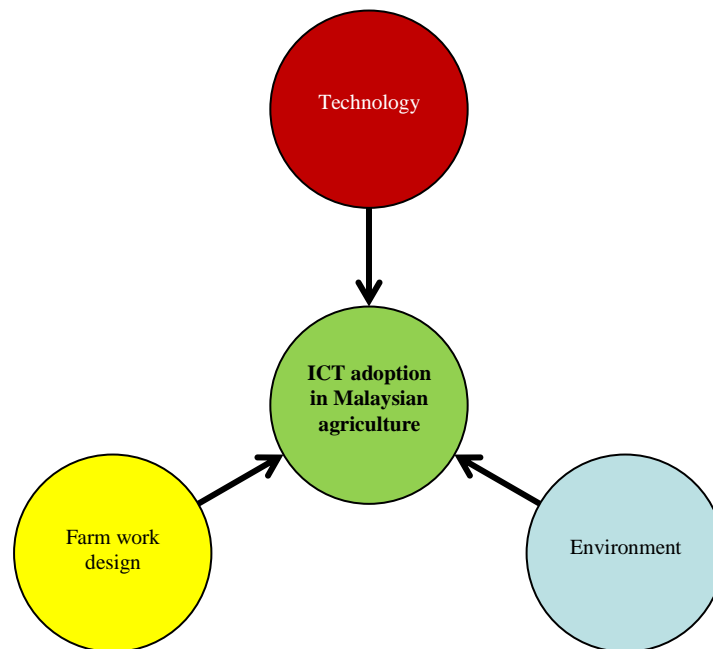 Technology
ICT adoption
in Malaysian
agriculture
Farm work
design
Environment